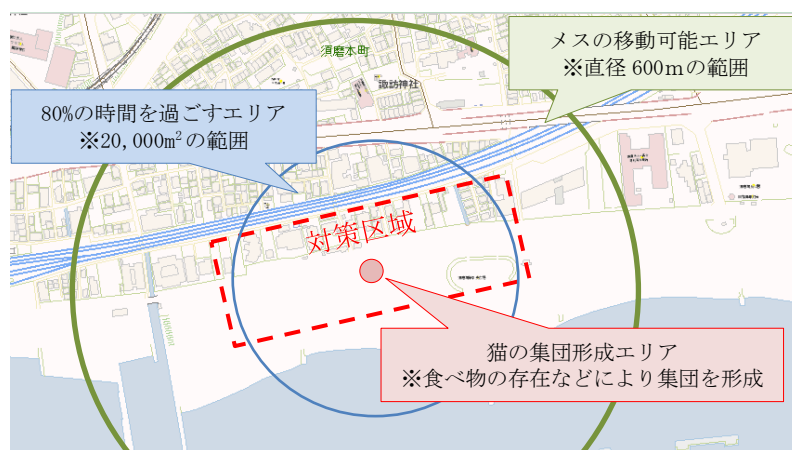 メスの移動可能エリア
※直径 600mの範囲
須磨本町
諏訪神社
80%の時間を過ごすエリア
※20,000m²の範囲
対策区域
猫の集団形成エリア
※食べ物の存在などにより集団を形成